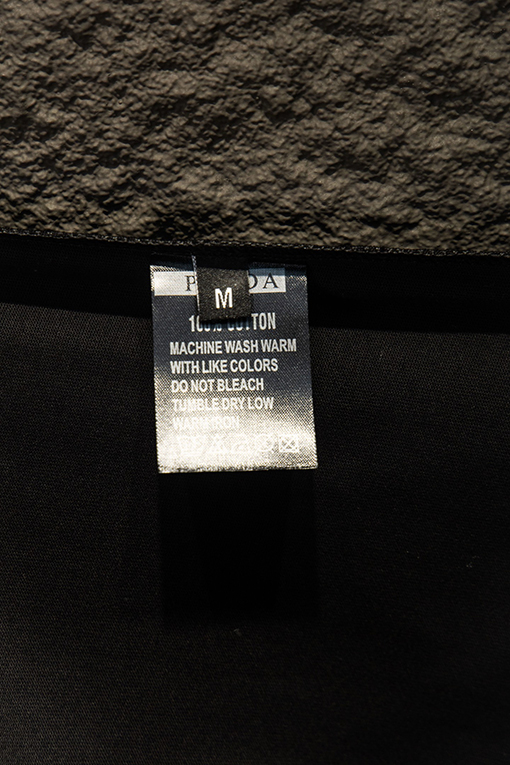 M
100% COTTON
MACHINE WASH WARM
WITH LIKE COLORS
DO NOT BLEACH
TUMBLE DRY LOW
WARM IRON